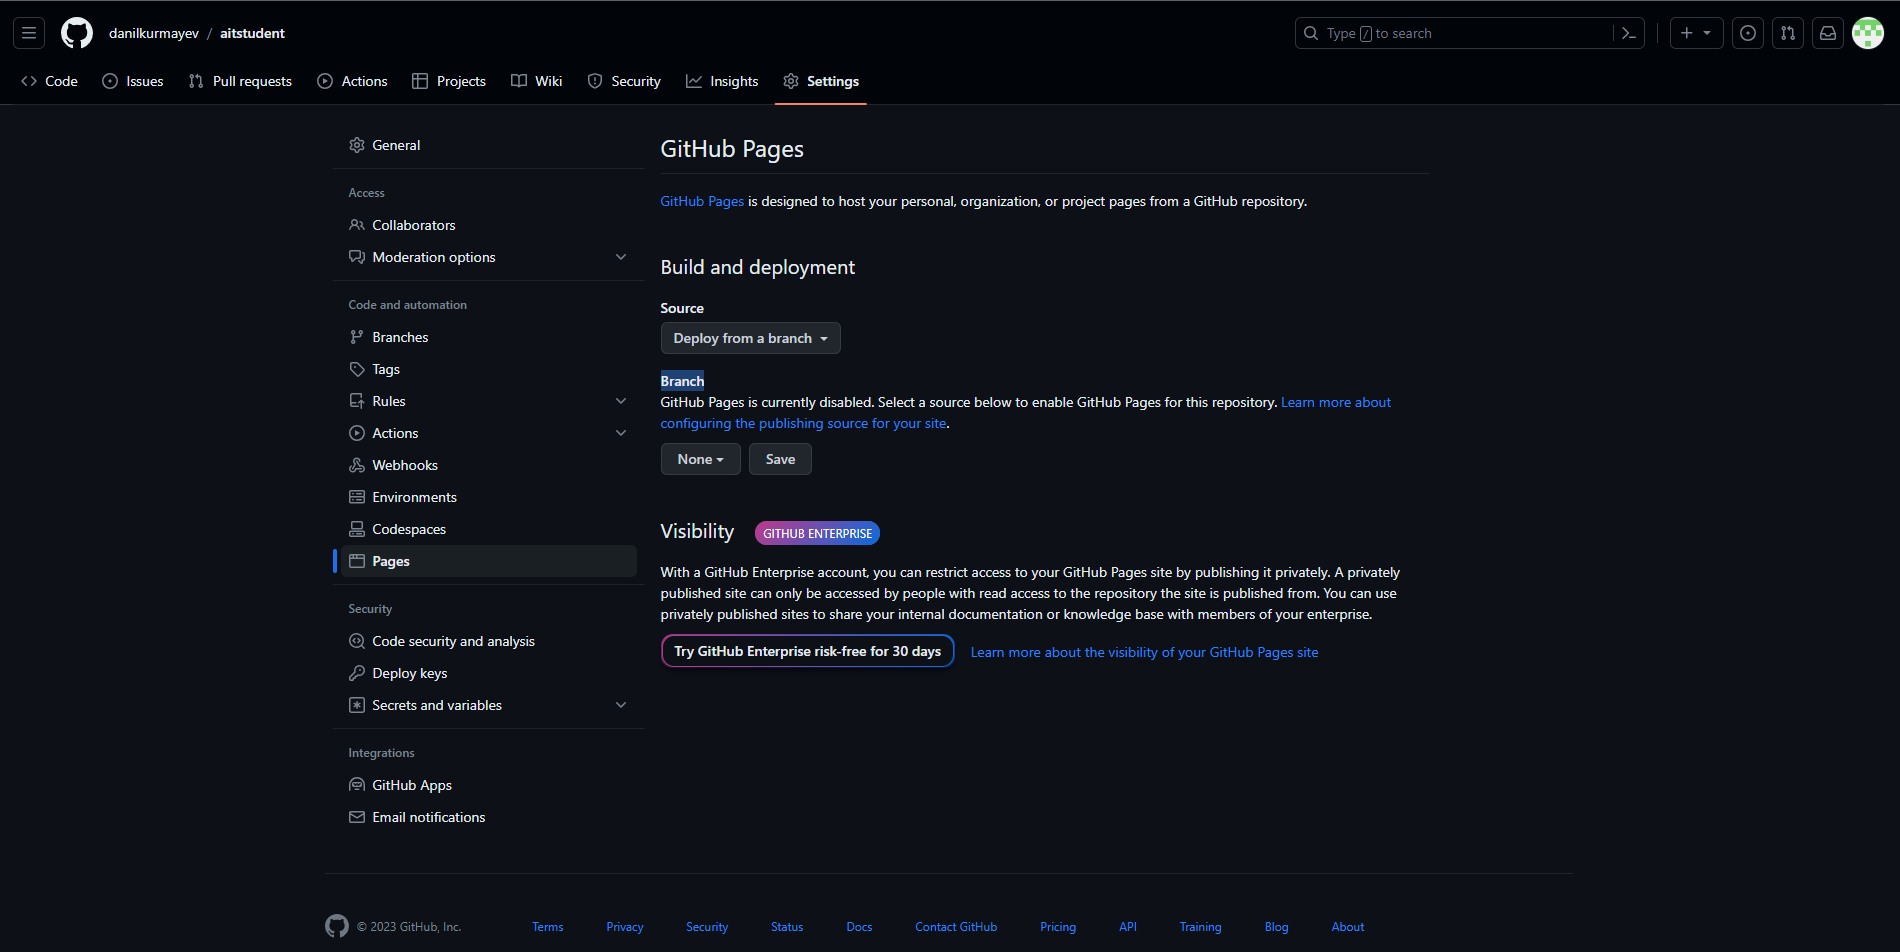 danilkurmayev / aitstudent
Type / to search
Code
Issues
Pull requests
Actions
Projects
Wiki
Security
Insights
Settings
General
Access
Collaborators
Moderation options
Code and automation
Branches
Tags
Rules
Actions
Webhooks
Environments
Codespaces
Pages
Security
Code security and analysis
Deploy keys
Secrets and variables
Integrations
GitHub Apps
Email notifications
GitHub Pages
GitHub Pages is designed to host your personal, organization, or project pages from a GitHub repository.
Build and deployment
Source
Deploy from a branch
Branch
GitHub Pages is currently disabled. Select a source below to enable GitHub Pages for this repository. Learn more about
configuring the publishing source for your site.
None
Save
Visibility
GITHUB ENTERPRISE
With a GitHub Enterprise account, you can restrict access to your GitHub Pages site by publishing it privately. A privately
published site can only be accessed by people with read access to the repository the site is published from. You can use
privately published sites to share your internal documentation or knowledge base with members of your enterprise.
Try GitHub Enterprise risk-free for 30 days
Learn more about the visibility of your GitHub Pages site
© 2023 GitHub, Inc.
Terms
Privacy
Security
Status
Docs
Contact GitHub
Pricing
API
Training
Blog
About